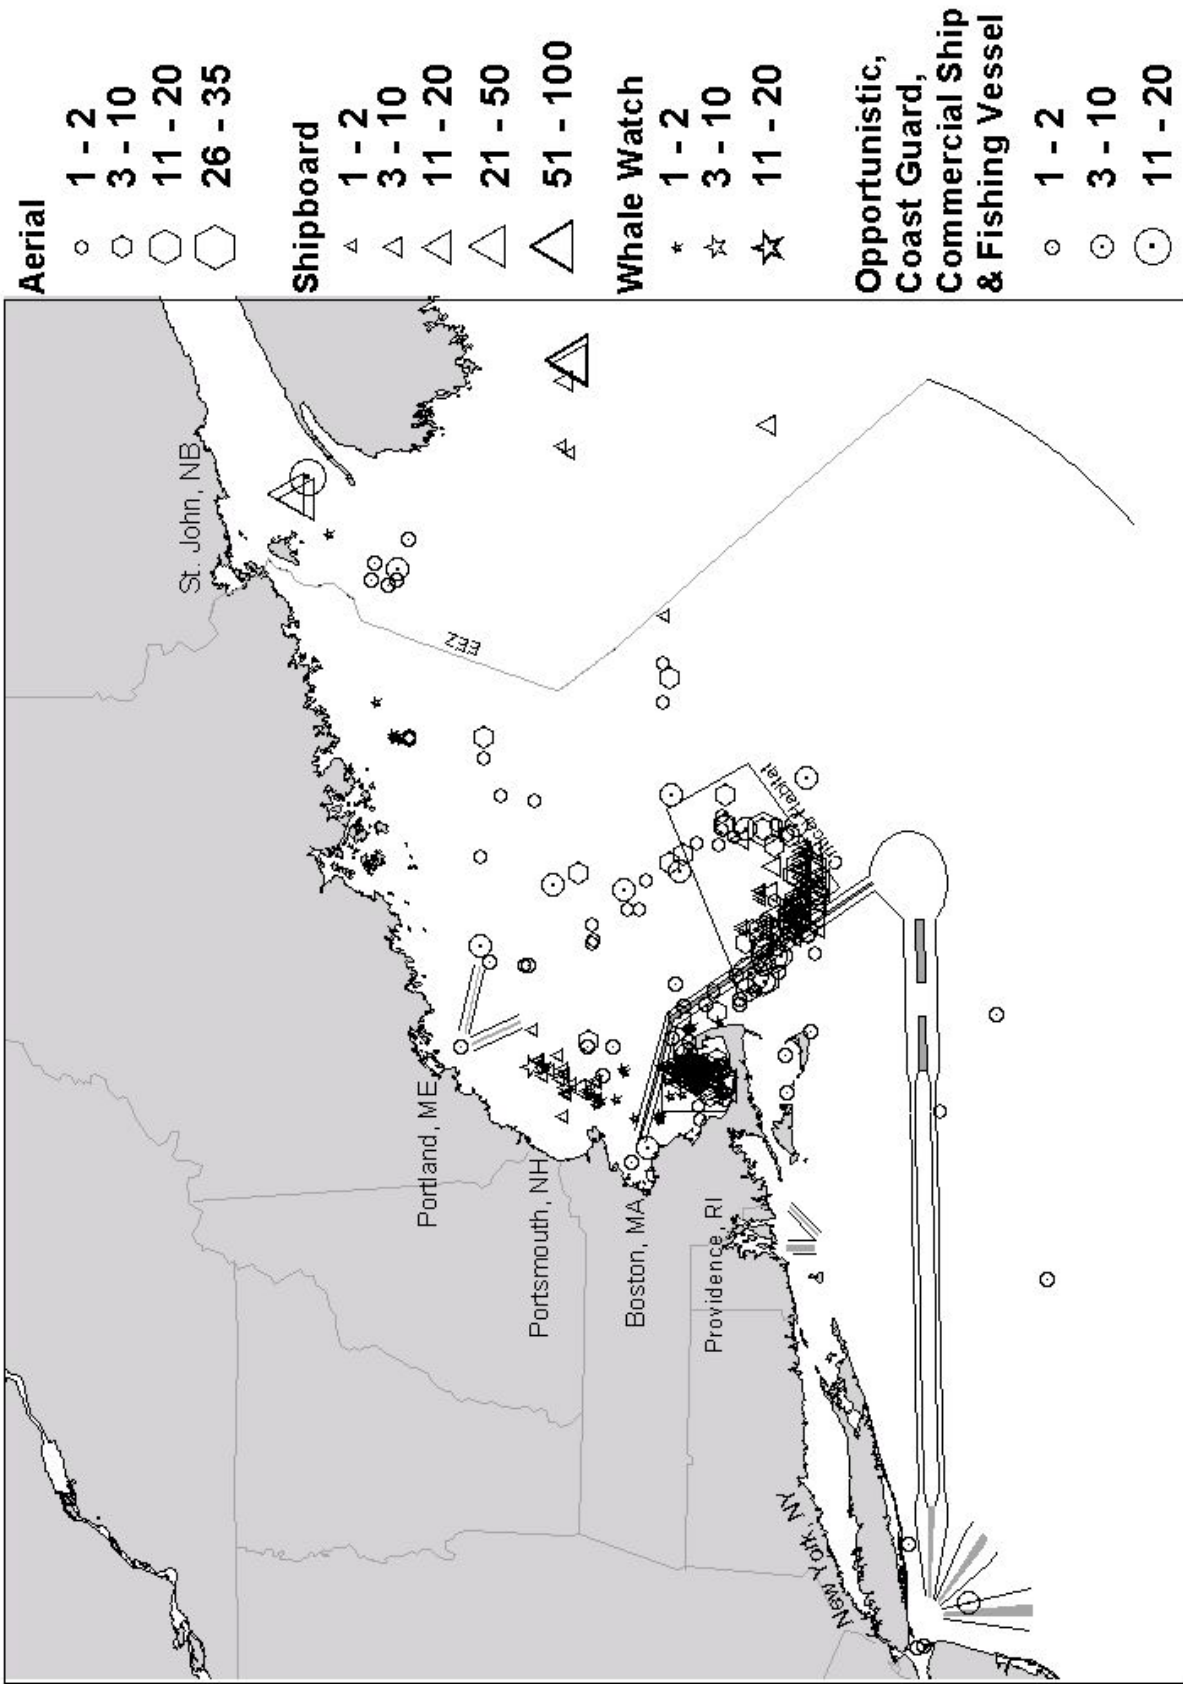 St. John, NB
EEZ
Portland, ME
Portsmouth, NH
Boston, MA
Providence, RI
New York, NY
Habitat
Aerial
1 - 2
3 - 10
11 - 20
26 - 35
Shipboard
1 - 2
3 - 10
11 - 20
21 - 50
51 - 100
Whale Watch
1 - 2
3 - 10
11 - 20
Opportunistic,
Coast Guard,
Commercial Ship
& Fishing Vessel
1 - 2
3 - 10
11 - 20